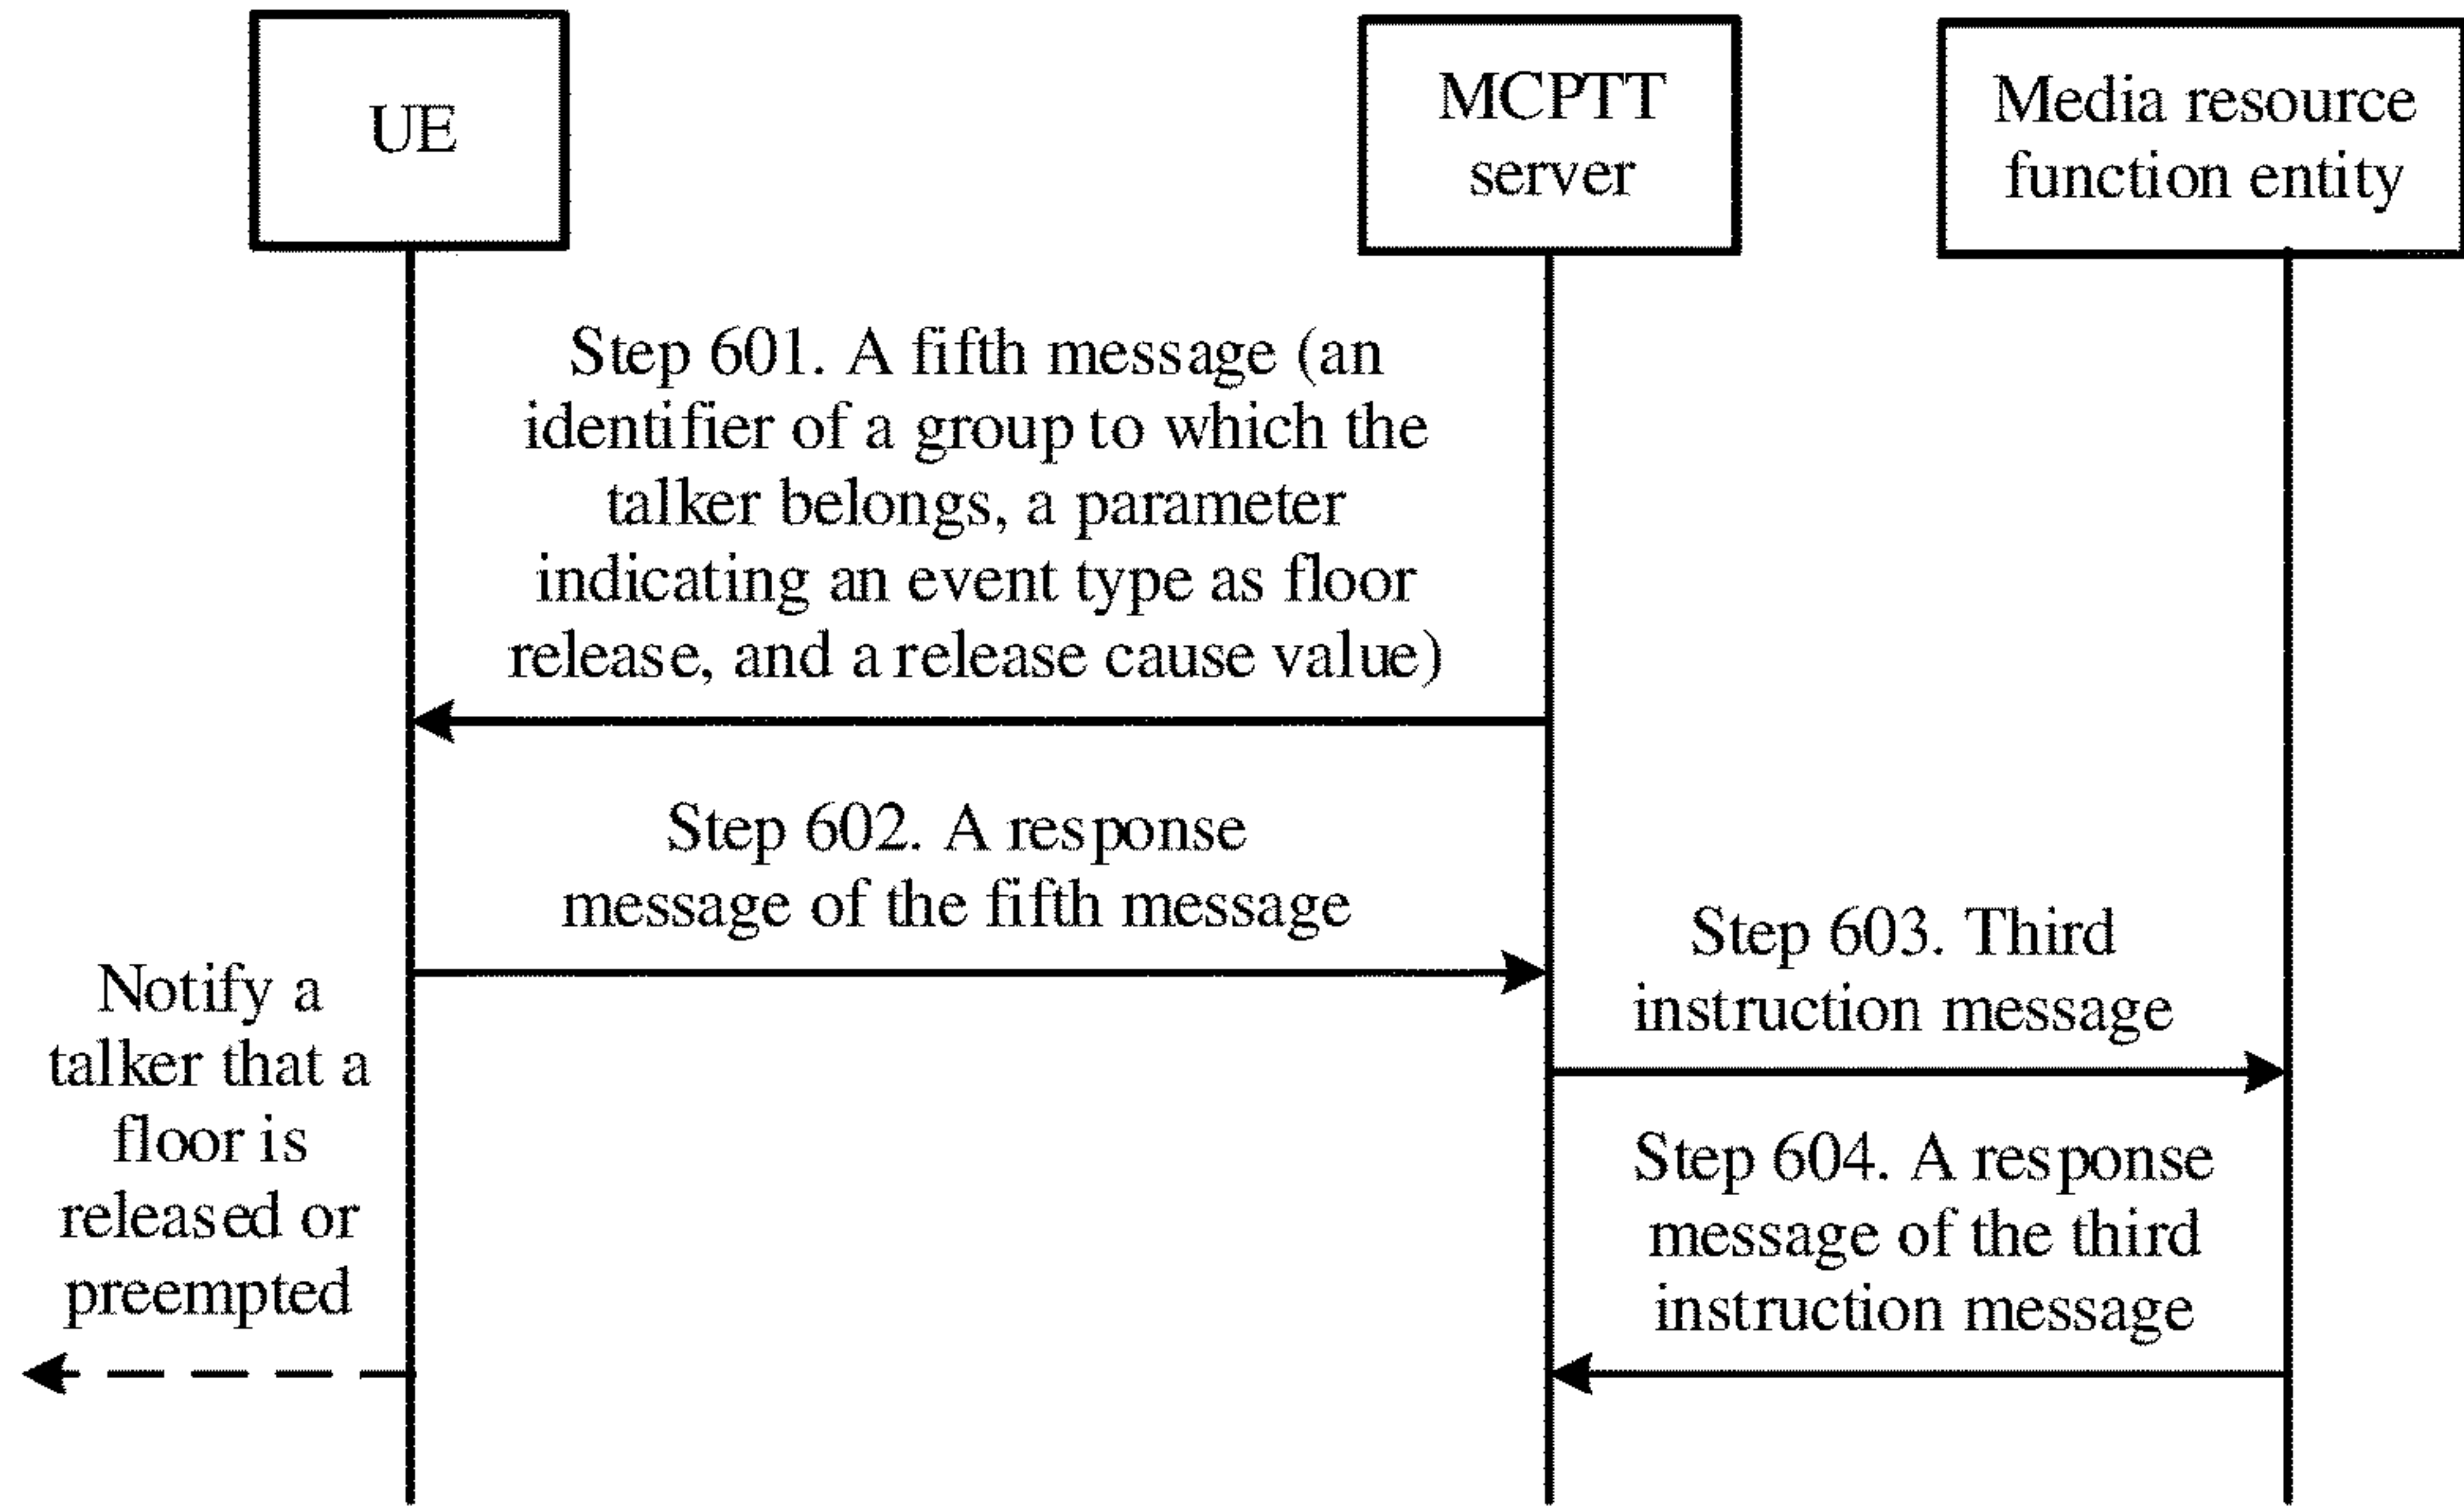 UE
MCPTT
server
Media resource
function entity
Step 601. A fifth message (an
identifier of a group to which the
talker belongs, a parameter
indicating an event type as floor
release, and a release cause value)
Step 602. A response
message of the fifth message
Step 603. Third
instruction message
Notify a
talker that a
floor is
released or
preempted
Step 604. A response
message of the third
instruction message